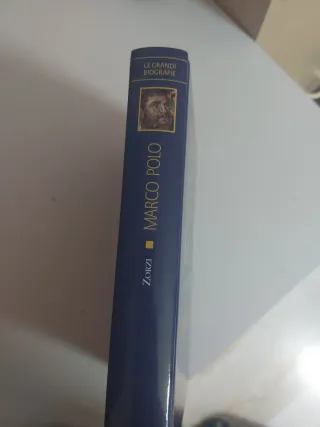 LE GRANDI
BIOGRAFIE
MARCO POLO
ZORZI